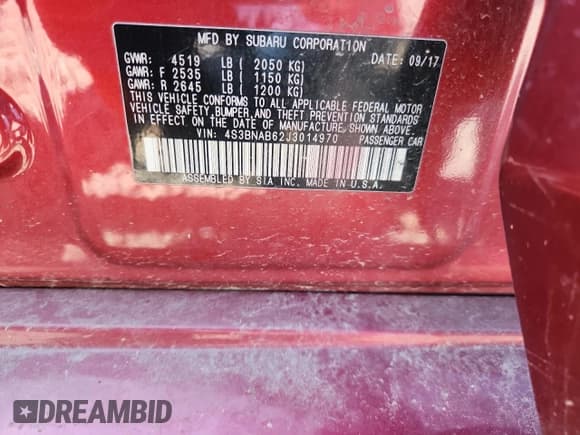 MFD BY SUBARU CORPORATION
GVWR: 4519 LB ( 2050 KG) DATE: 09/17
GAWR: F 2535 LB ( 1150 KG)
GAWR: R 2645 LB ( 1200 KG)
THIS VEHICLE CONFORMS TO ALL APPLICABLE FEDERAL MOTOR
VEHICLE SAFETY, BUMPER, AND THEFT PREVENTION STANDARDS
IN EFFECT ON THE DATE OF MANUFACTURE SHOWN ABOVE.
VIN: 4S3BNAB62J3014970 PASSENGER CAR
ASSEMBLED BY SIA INC. MADE IN U.S.A.
DREAMBID